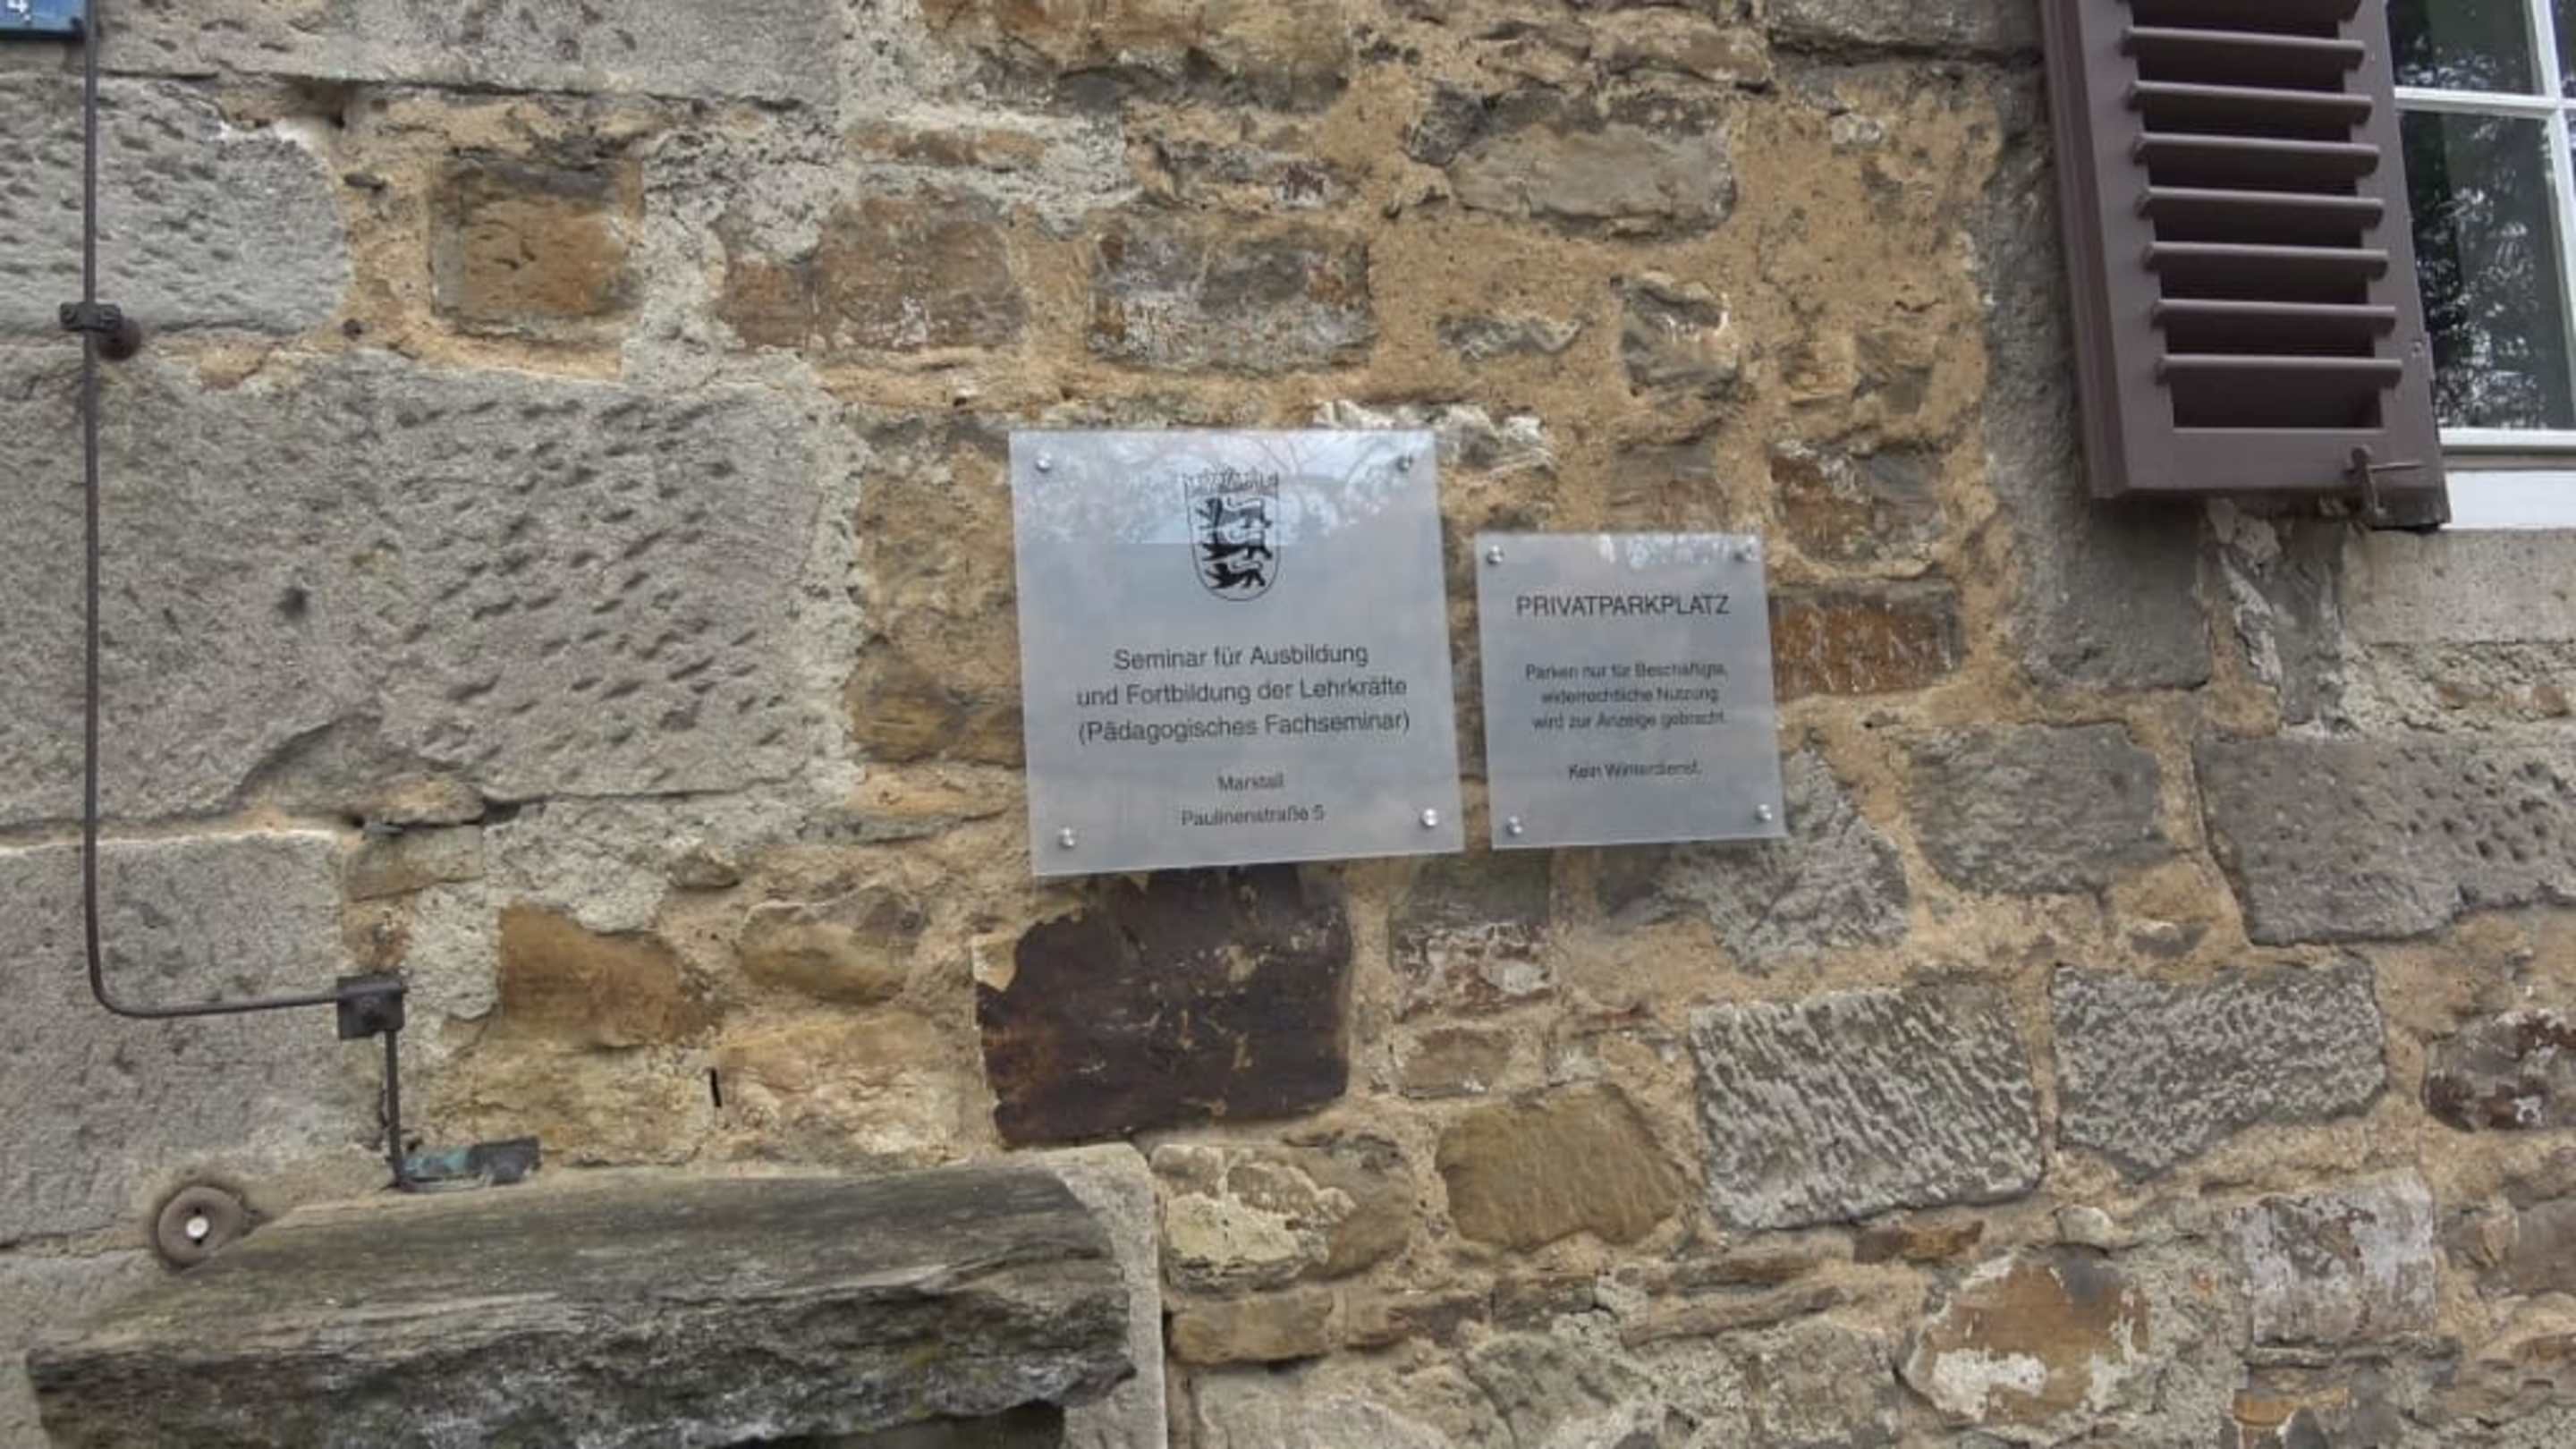 4
Seminar für Ausbildung
und Fortbildung der Lehrkräfte
(Pädagogisches Fachseminar)
Marstall
Paulinenstraße 5
PRIVATPARKPLATZ
Parken nur für Beschäftigte,
widerrechtliche Nutzung
wird zur Anzeige gebracht.
Kein Winterdienst.